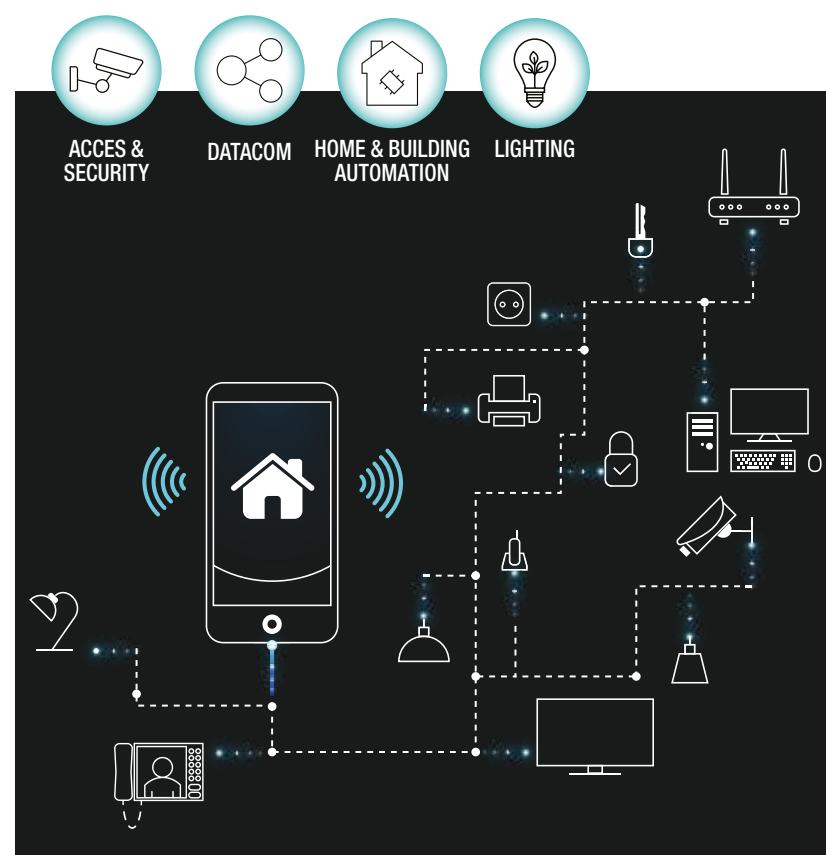 ACCES &
SECURITY
DATACOM
HOME & BUILDING
AUTOMATION
LIGHTING